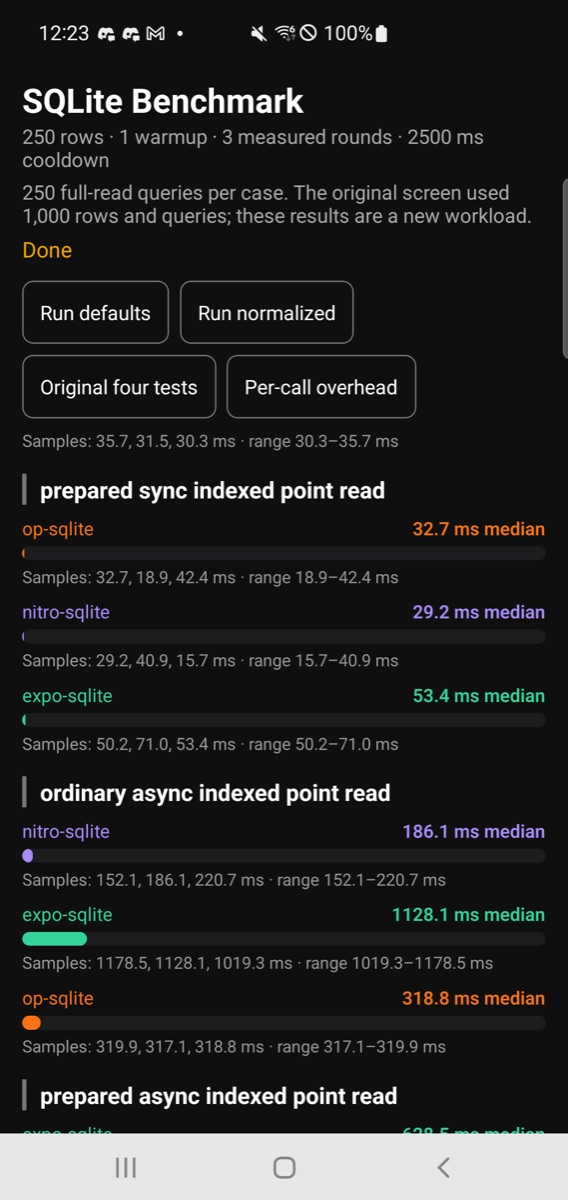 12:23 100%
SQLite Benchmark
250 rows · 1 warmup · 3 measured rounds · 2500 ms
cooldown
250 full-read queries per case. The original screen used
1,000 rows and queries; these results are a new workload.
Done
Run defaults
Run normalized
Original four tests
Per-call overhead
Samples: 35.7, 31.5, 30.3 ms · range 30.3–35.7 ms
prepared sync indexed point read
op-sqlite 32.7 ms median
Samples: 32.7, 18.9, 42.4 ms · range 18.9–42.4 ms
nitro-sqlite 29.2 ms median
Samples: 29.2, 40.9, 15.7 ms · range 15.7–40.9 ms
expo-sqlite 53.4 ms median
Samples: 50.2, 71.0, 53.4 ms · range 50.2–71.0 ms
ordinary async indexed point read
nitro-sqlite 186.1 ms median
Samples: 152.1, 186.1, 220.7 ms · range 152.1–220.7 ms
expo-sqlite 1128.1 ms median
Samples: 1178.5, 1128.1, 1019.3 ms · range 1019.3–1178.5 ms
op-sqlite 318.8 ms median
Samples: 319.9, 317.1, 318.8 ms · range 317.1–319.9 ms
prepared async indexed point read
expo-sqlite ms median